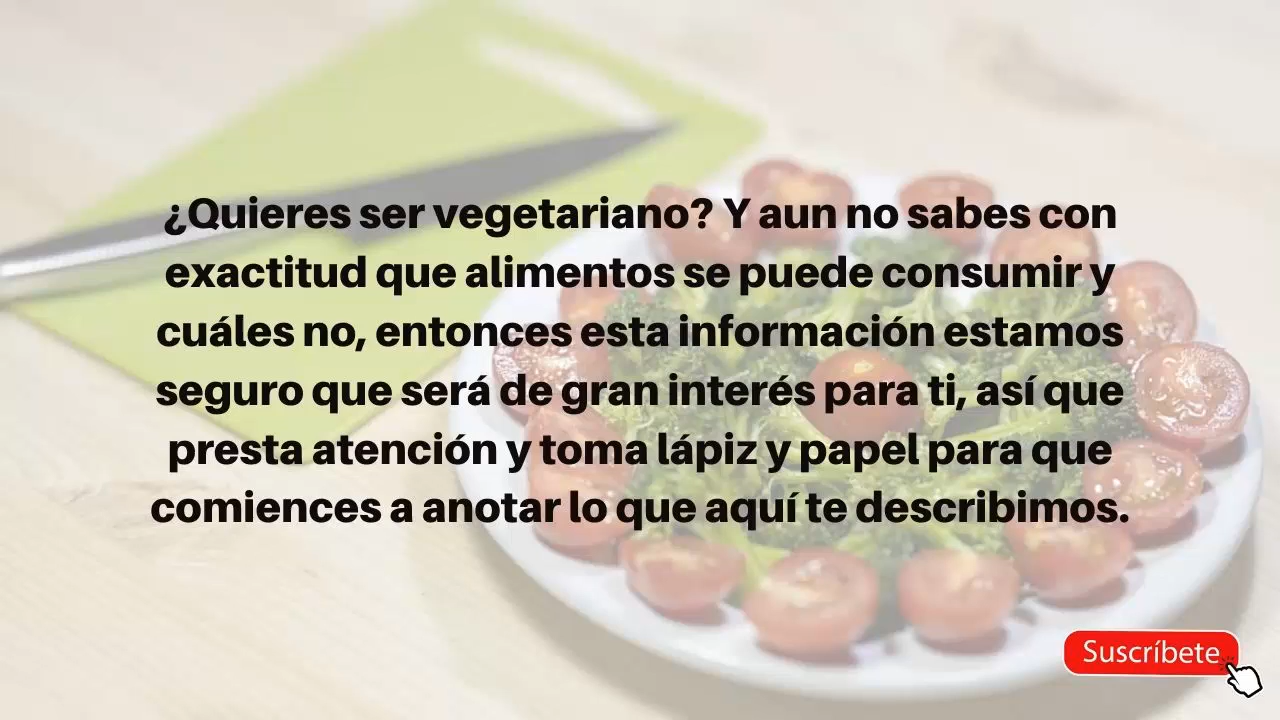 ¿Quieres ser vegetariano? Y aun no sabes con
exactitud que alimentos se puede consumir y
cuáles no, entonces esta información estamos
seguro que será de gran interés para ti, así que
presta atención y toma lápiz y papel para que
comiences a anotar lo que aquí te describimos.
Suscríbete